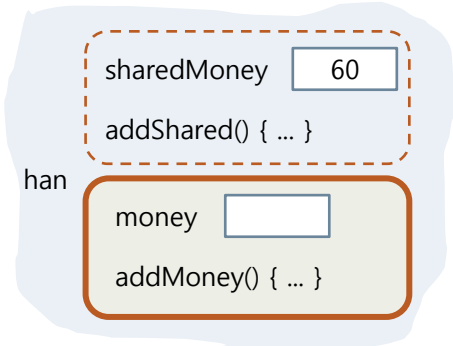 sharedMoney 60
addShared() { ... }
han
money
addMoney() { ... }